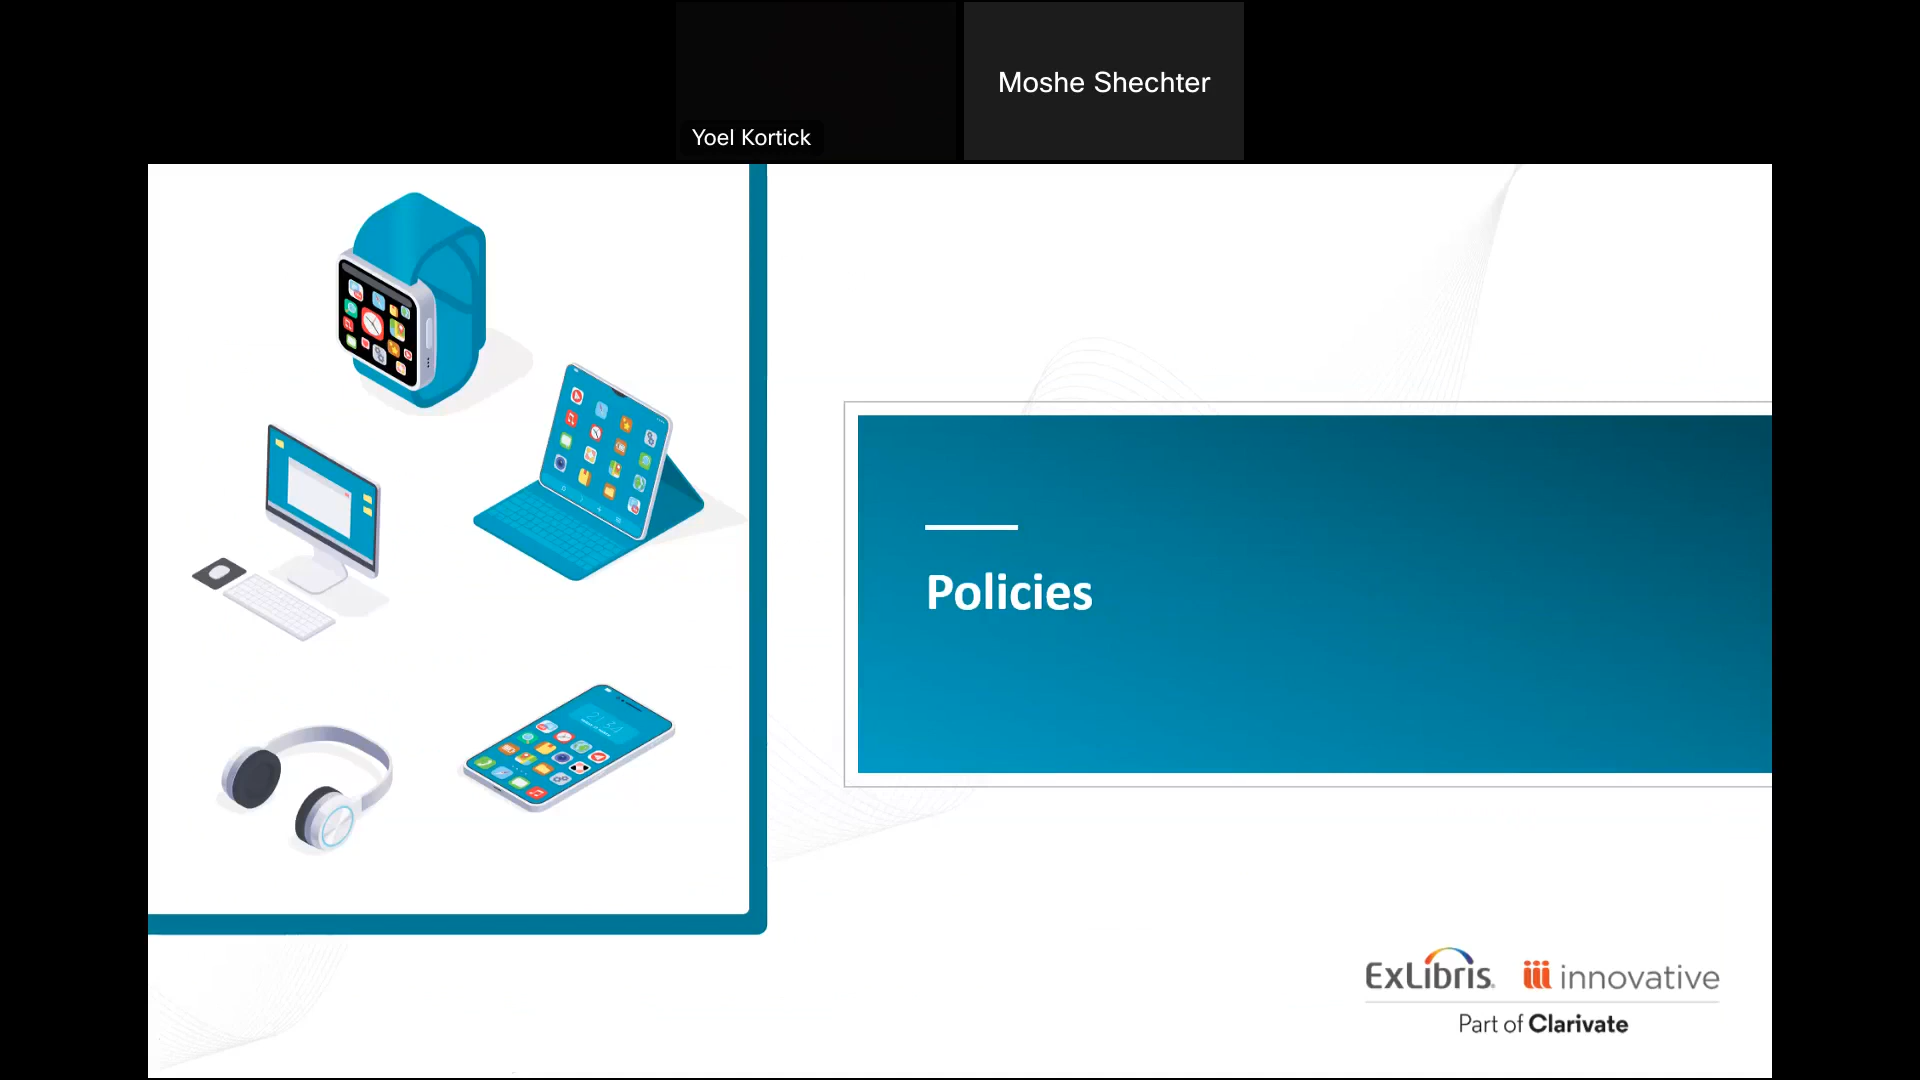 Moshe Shechter
Yoel Kortick
Policies
ExLibris
innovative
Part of Clarivate